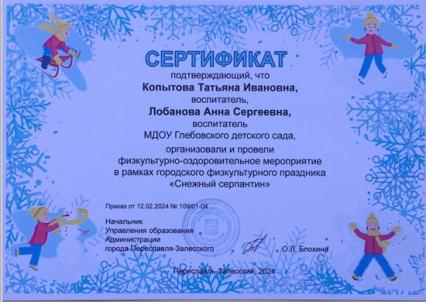 СЕРТИФИКАТ
подтверждающий, что
Копытова Татьяна Ивановна,
воспитатель,
Лобанова Анна Сергеевна,
воспитатель
МДОУ Глебовского детского сада,
организовали и провели
физкультурно-оздоровительное мероприятие
в рамках городского физкультурного праздника
«Снежный серпантин»
Приказ от 12.02.2024 № 109/01-04
Начальник
Управления образования
Администрации
города Переславля-Залесского
О.Л. Блохина
Переславль-Залесский, 2024